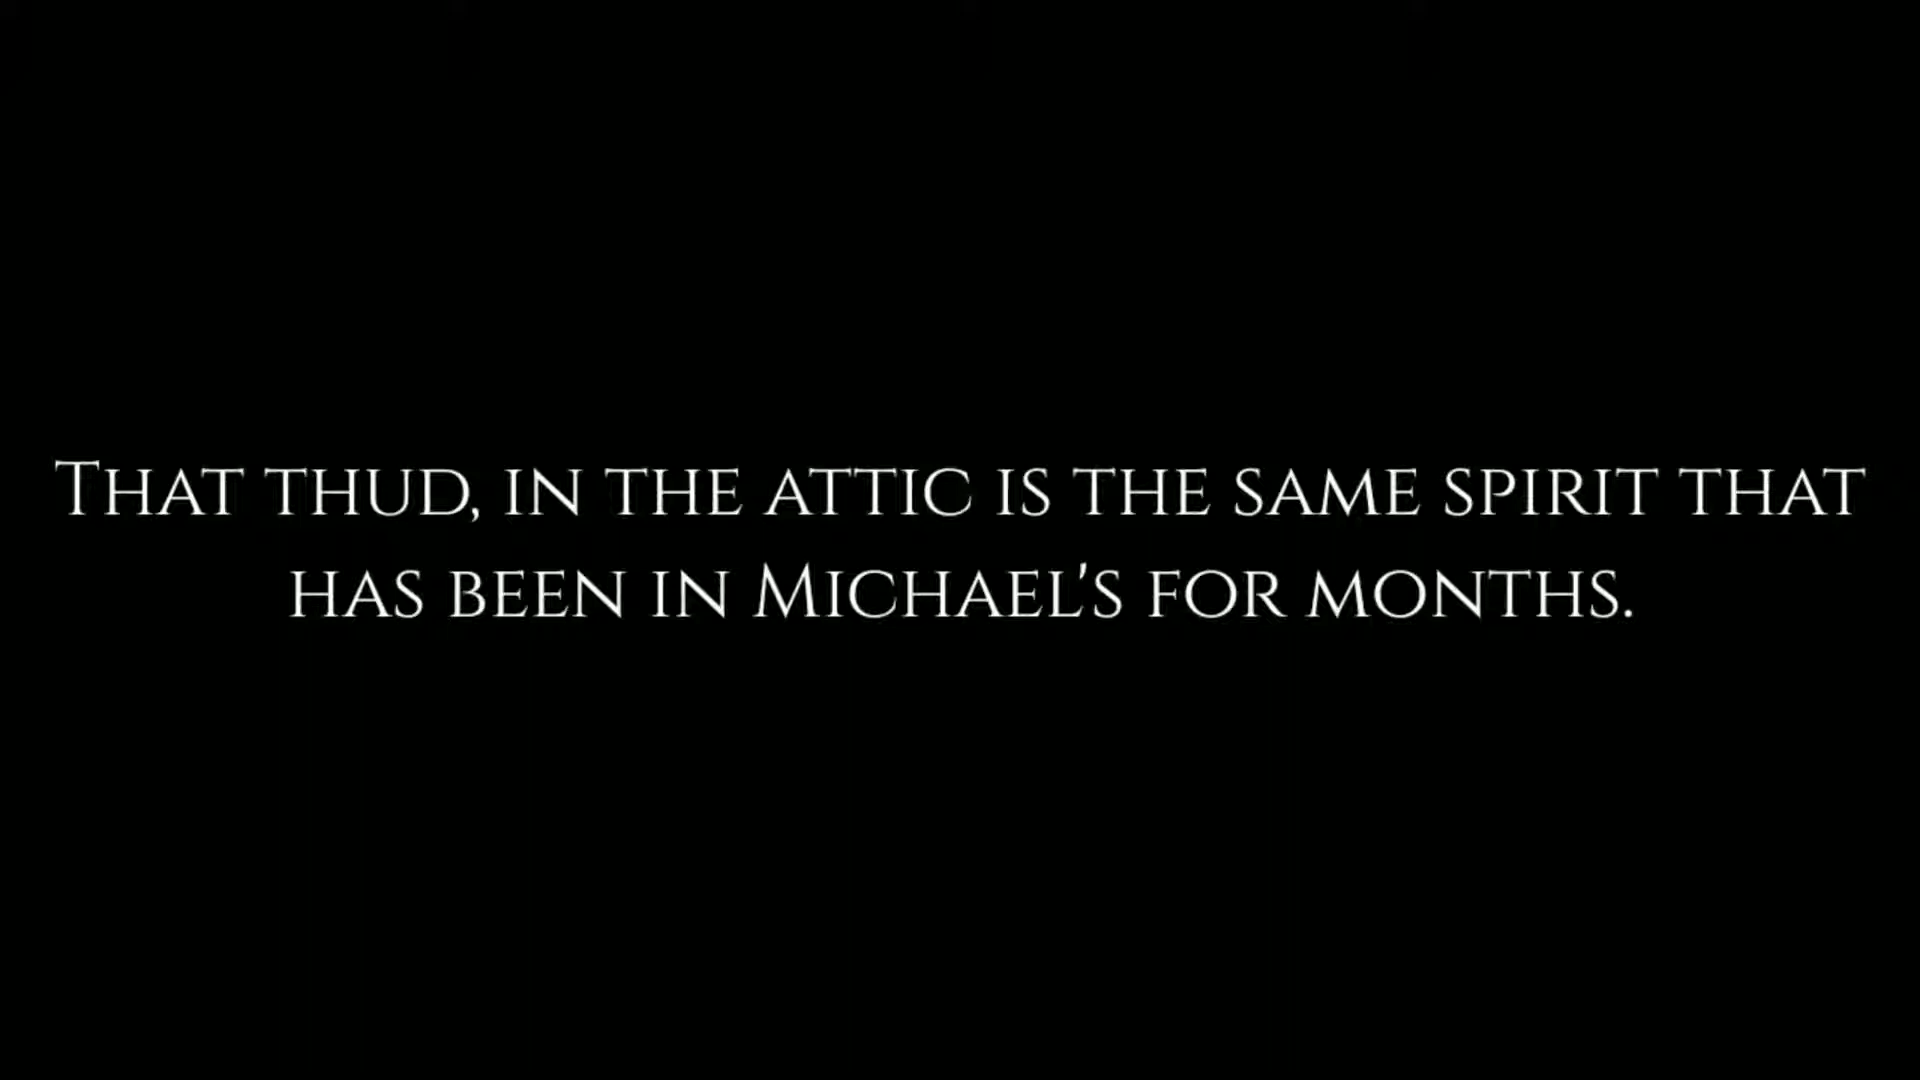 That thud, in the attic is the same spirit that
has been in Michael's for months.